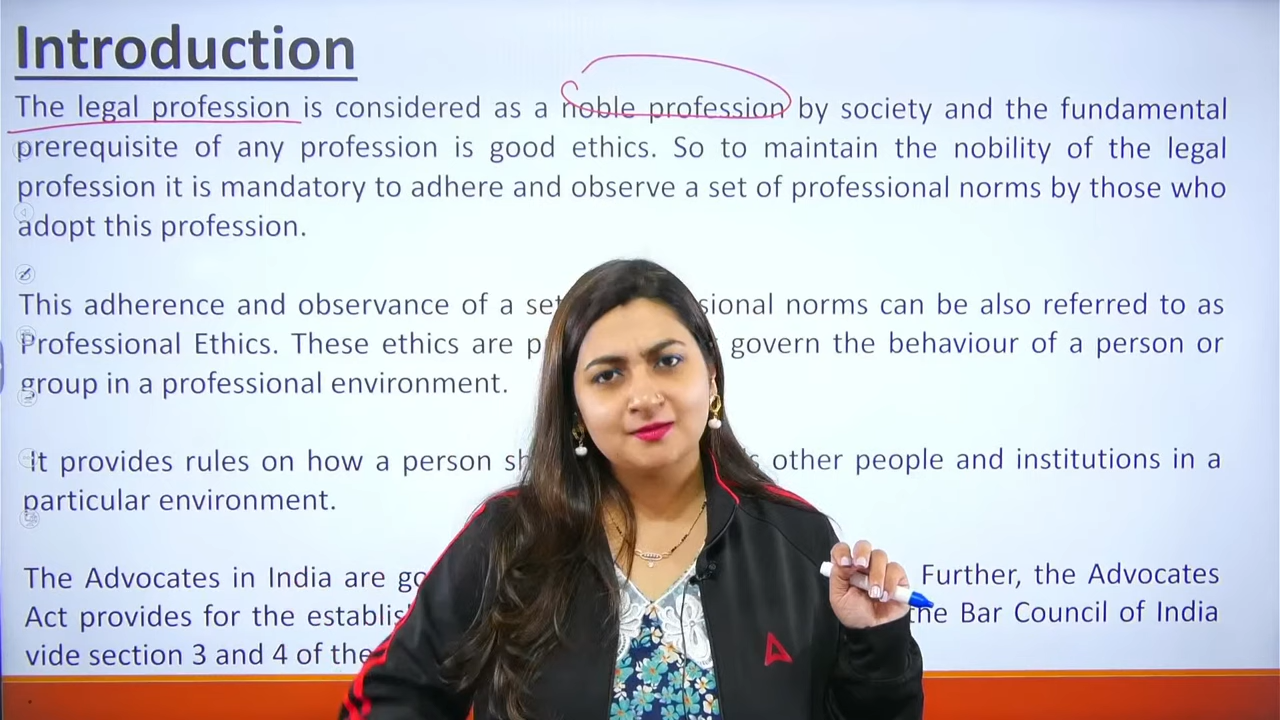 Introduction
The legal profession is considered as a noble profession by society and the fundamental
prerequisite of any profession is good ethics. So to maintain the nobility of the legal
profession it is mandatory to adhere and observe a set of professional norms by those who
adopt this profession.
This adherence and observance of a set norms can be also referred to as
Professional Ethics. These ethics are govern the behaviour of a person or
group in a professional environment.
It provides rules on how a person other people and institutions in a
particular environment.
The Advocates in India are Further, the Advocates
Act provides for the the Bar Council of India
vide section 3 and 4 of the